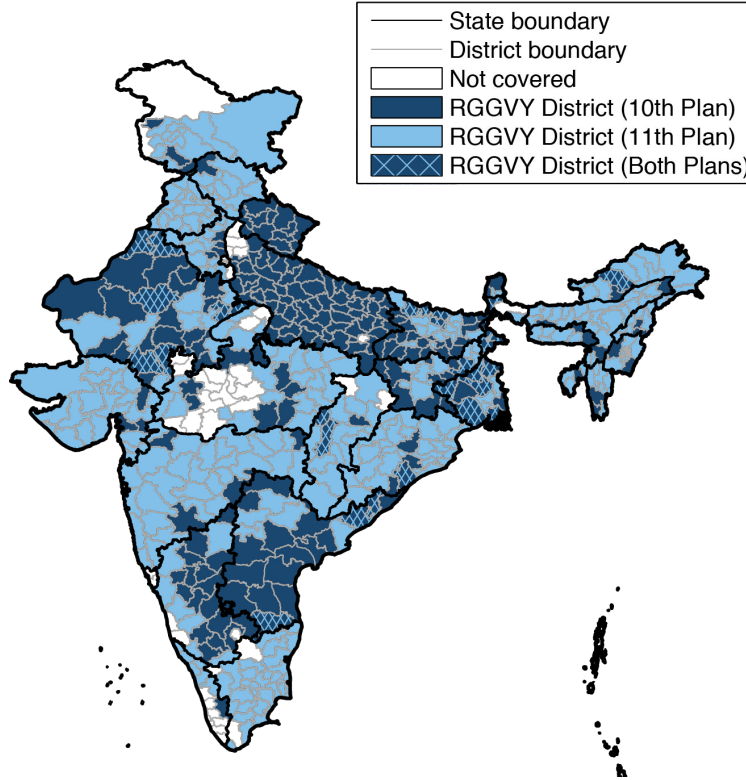 State boundary
District boundary
Not covered
RGGVY District (10th Plan)
RGGVY District (11th Plan)
RGGVY District (Both Plans)